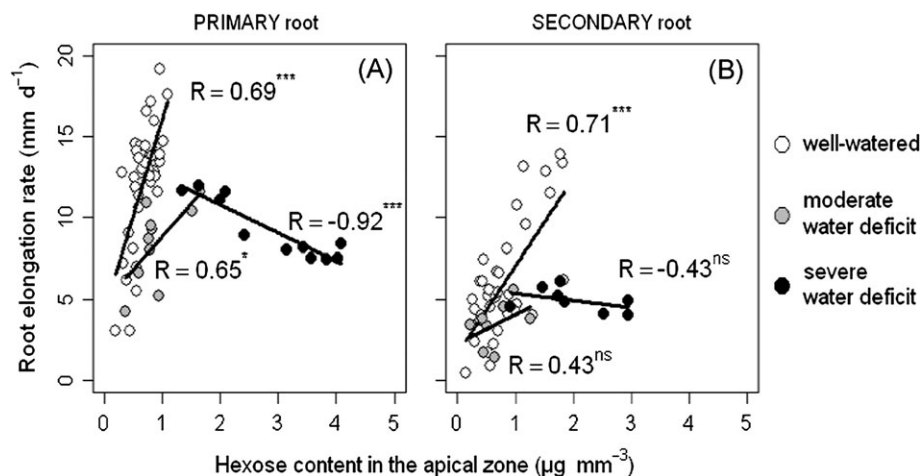 PRIMARY root
SECONDARY root
(A)
(B)
R = 0.69***
R = -0.92***
R = 0.65*
R = 0.71***
R = -0.43ns
R = 0.43ns
Root elongation rate (mm d⁻¹)
0
5
10
15
20
0 1 2 3 4 5
0 1 2 3 4 5
Hexose content in the apical zone (µg mm⁻³)
well-watered
moderate
water deficit
severe
water deficit